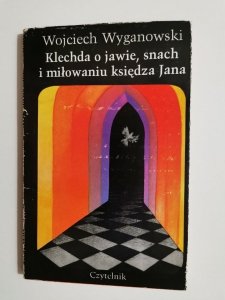 Wojciech Wyganowski
Klechda o jawie, snach
i miłowaniu księdza Jana
Czytelnik